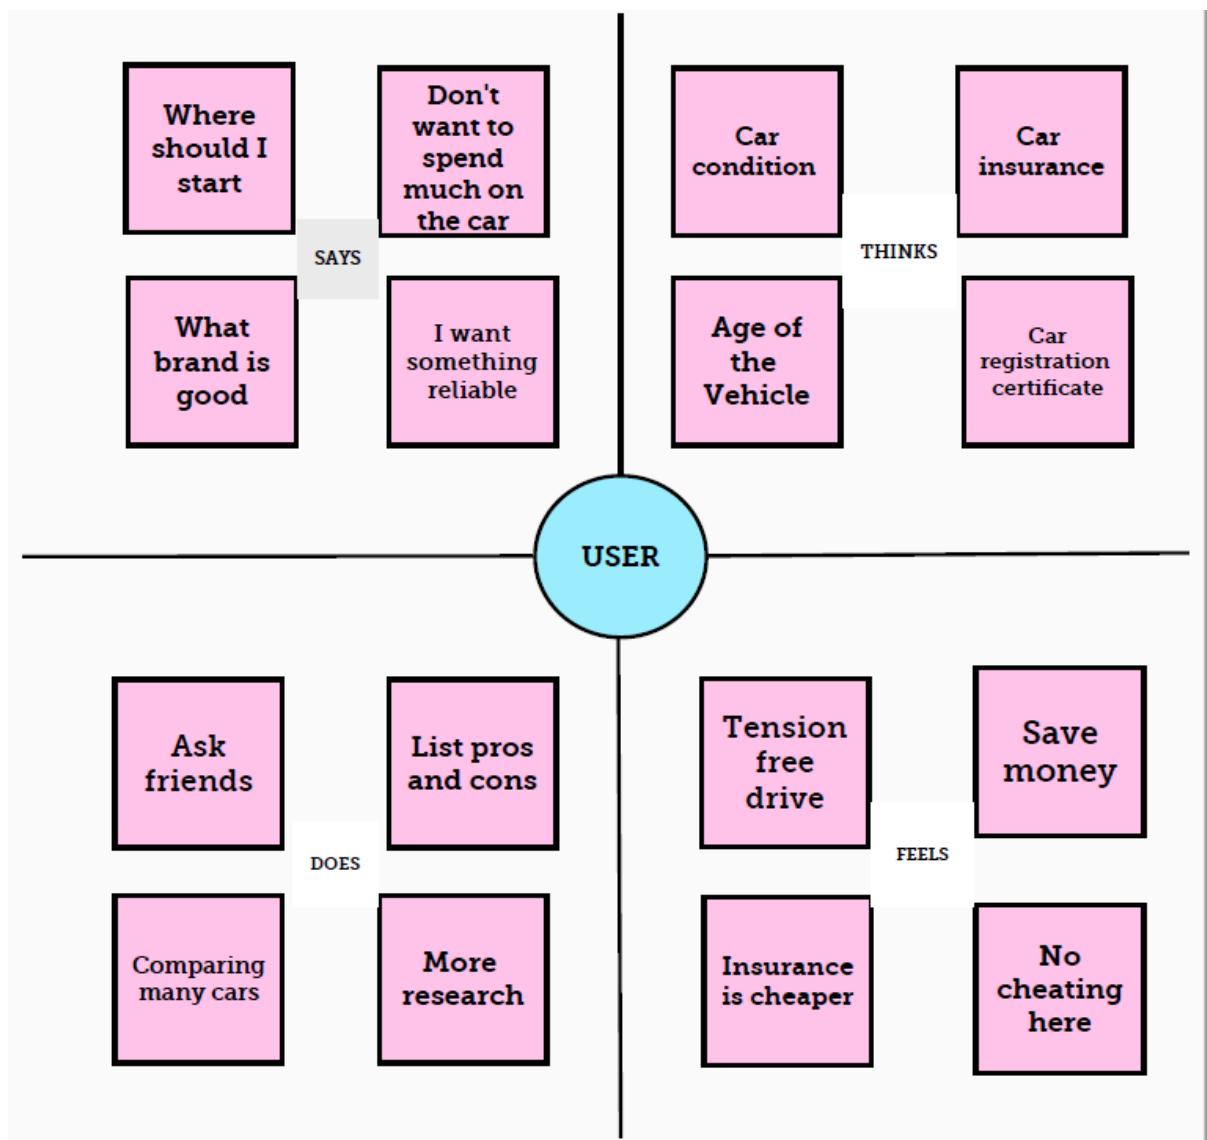 Where
should I
start
Don't
want to
spend
much on
the car
SAYS
What
brand is
good
I want
something
reliable
Car
condition
Car
insurance
THINKS
Age of
the
Vehicle
Car
registration
certificate
USER
Ask
friends
List pros
and cons
DOES
Comparing
many cars
More
research
Tension
free
drive
Save
money
FEELS
Insurance
is cheaper
No
cheating
here